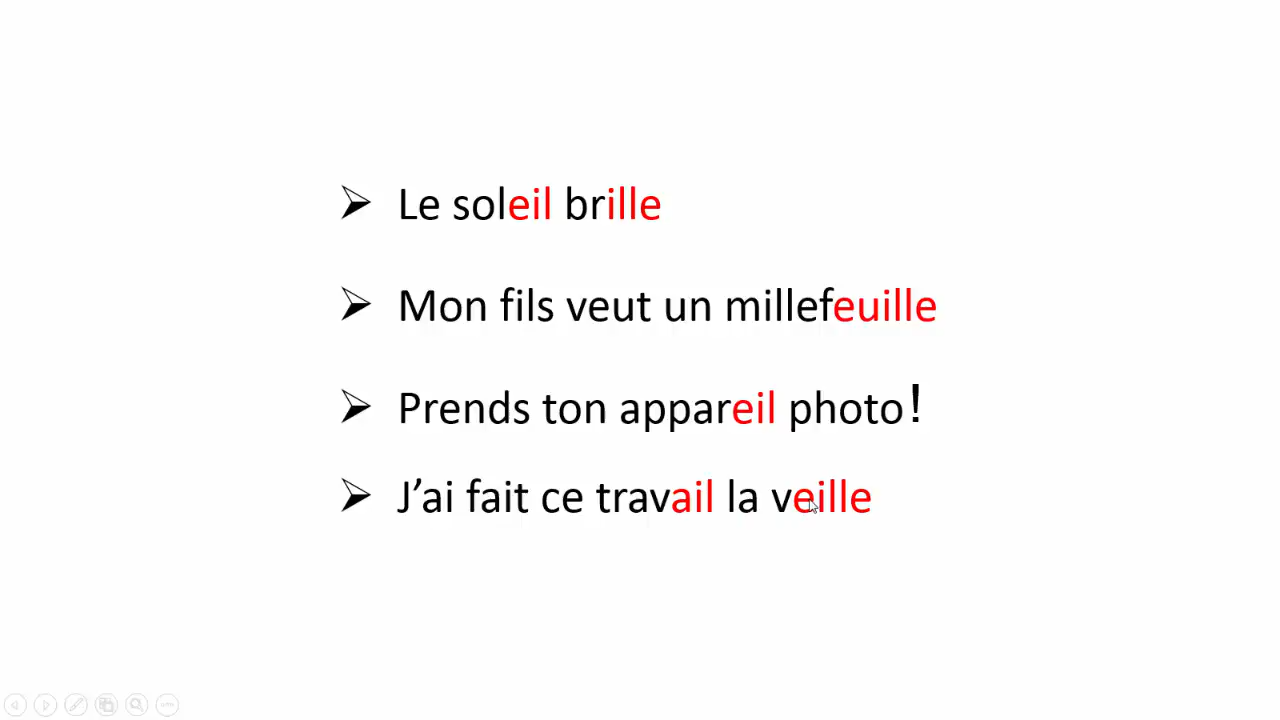 Le soleil brille
Mon fils veut un millefeuille
Prends ton appareil photo!
J’ai fait ce travail la veille